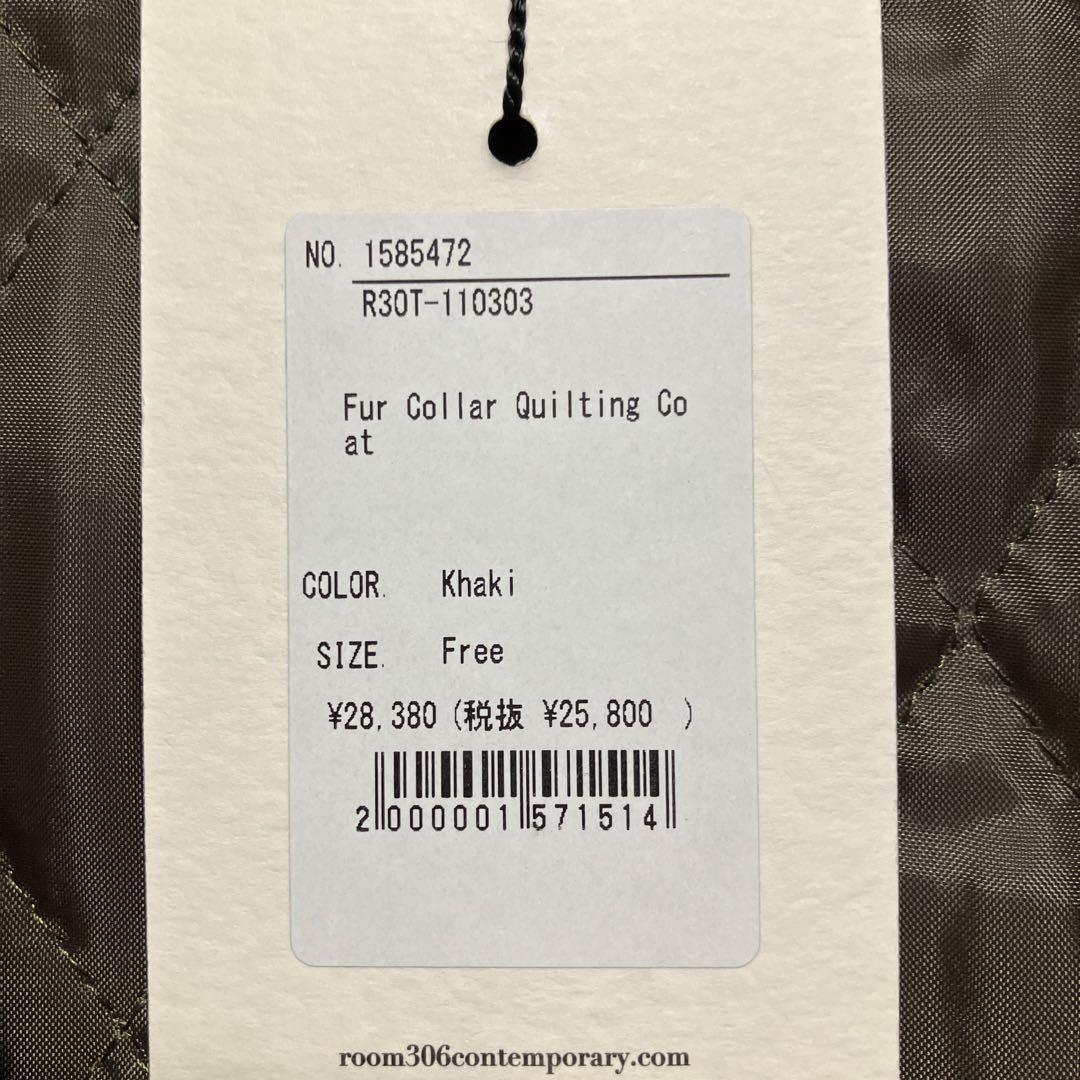 NO. 1585472
R30T-110303
Fur Collar Quilting Co
at
COLOR. Khaki
SIZE. Free
¥28,380 (税抜 ¥25,800 )
2000001571514
room306contemporary.com